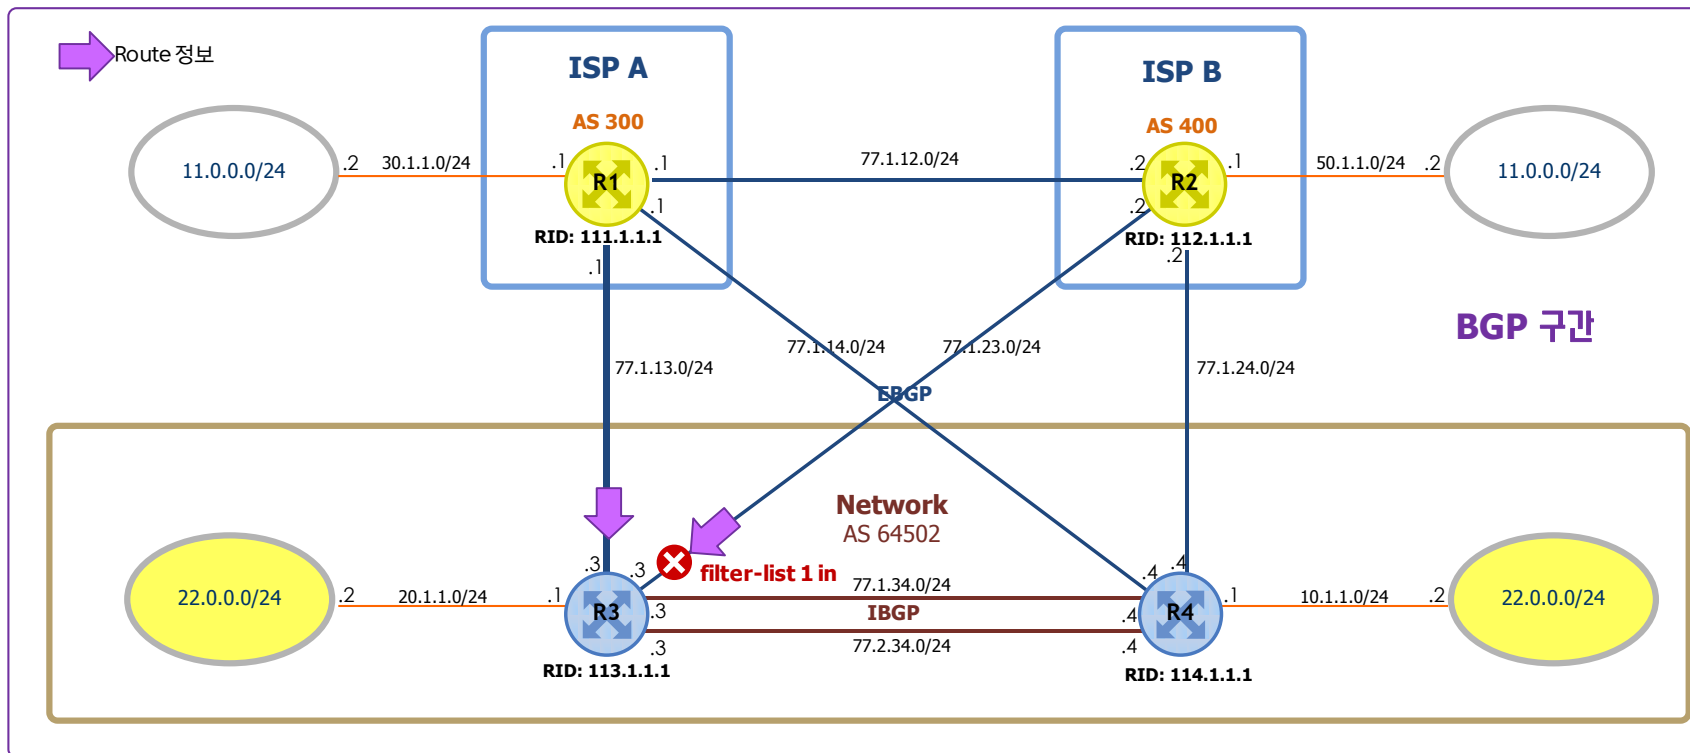 Route 정보
ISP A
ISP B
AS 300
AS 400
11.0.0.0/24
.2
30.1.1.0/24
.1
R1
.1
77.1.12.0/24
.2
R2
.1
50.1.1.0/24
.2
11.0.0.0/24
.1
.2
RID: 111.1.1.1
RID: 112.1.1.1
.1
.2
BGP 구간
77.1.14.0/24
77.1.23.0/24
77.1.13.0/24
77.1.24.0/24
EBGP
Network
AS 64502
.3
.3
filter-list 1 in
.4
.4
22.0.0.0/24
.2
20.1.1.0/24
.1
R3
77.1.34.0/24
.3
IBGP
.4
R4
.1
10.1.1.0/24
.2
22.0.0.0/24
.3
77.2.34.0/24
.4
RID: 113.1.1.1
RID: 114.1.1.1